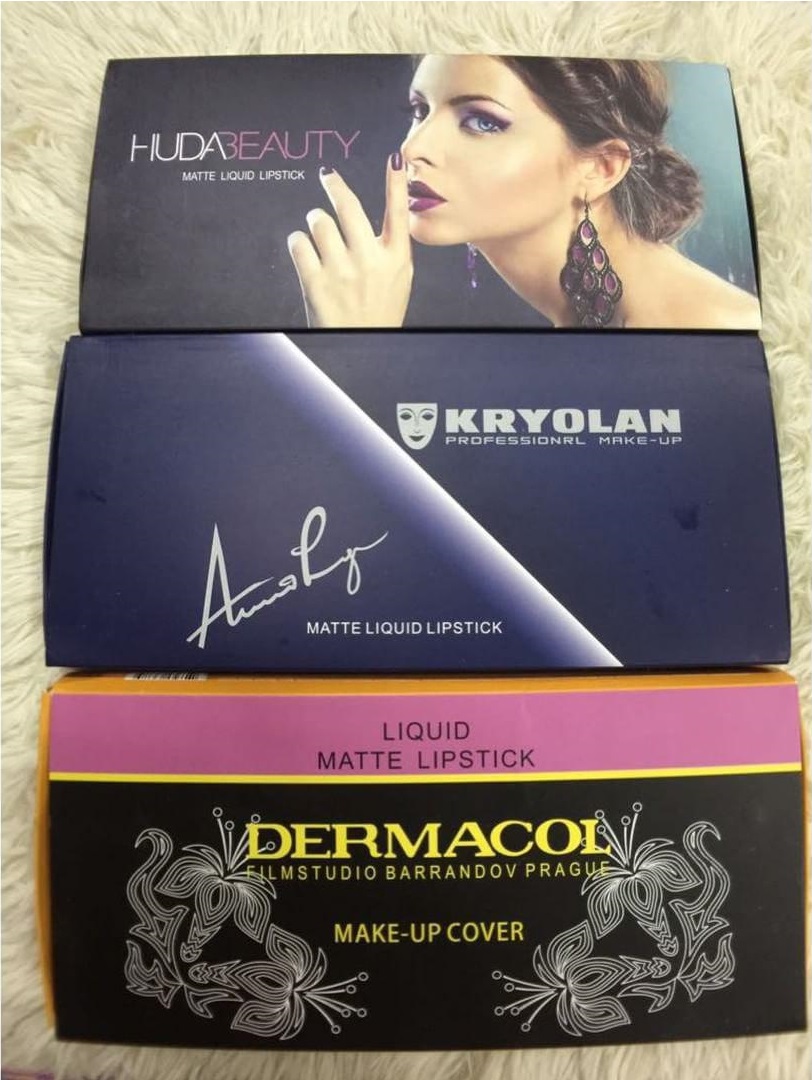 HUDABEAUTY
MATTE LIQUID LIPSTICK
KRYOLAN
PROFESSIONRL MAKE-UP
MATTE LIQUID LIPSTICK
LIQUID
MATTE LIPSTICK
DERMACOL
FILMSTUDIO BARRANDOV PRAGUE
MAKE-UP COVER